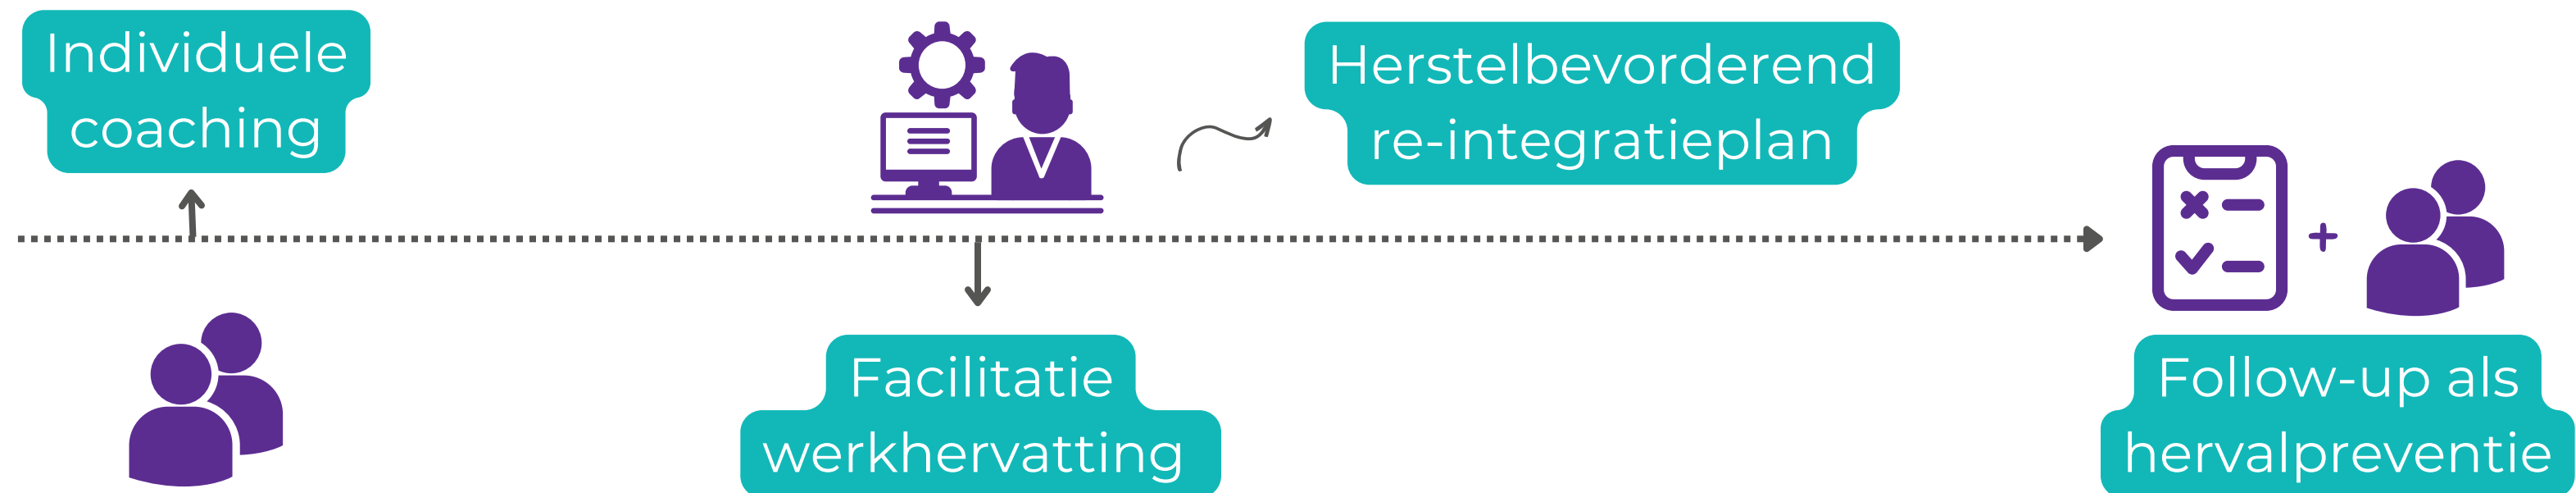 Individuele
coaching
Herstelbevorderend
re-integratieplan
Facilitatie
werkhervatting
Follow-up als
hervalpreventie